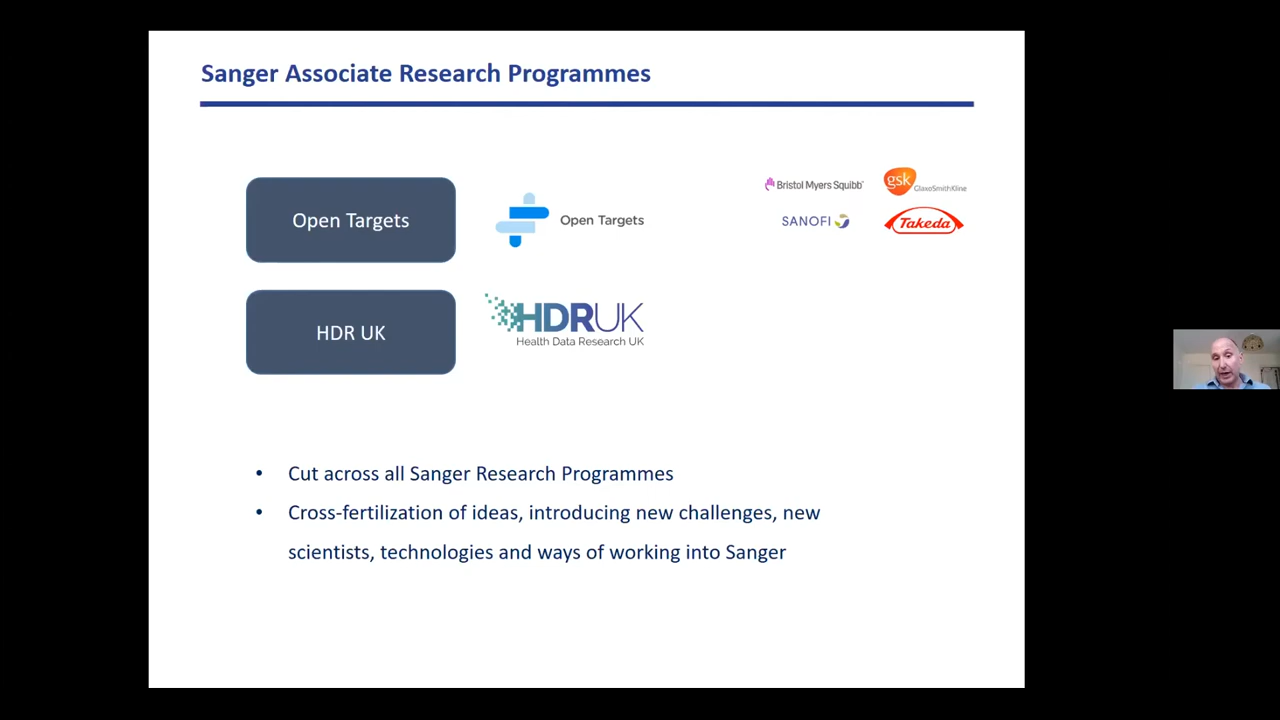 Sanger Associate Research Programmes
Open Targets
Open Targets
Bristol Myers Squibb
gsk
GlaxoSmithKline
SANOFI
Takeda
HDR UK
HDRUK
Health Data Research UK
• Cut across all Sanger Research Programmes
• Cross-fertilization of ideas, introducing new challenges, new
scientists, technologies and ways of working into Sanger